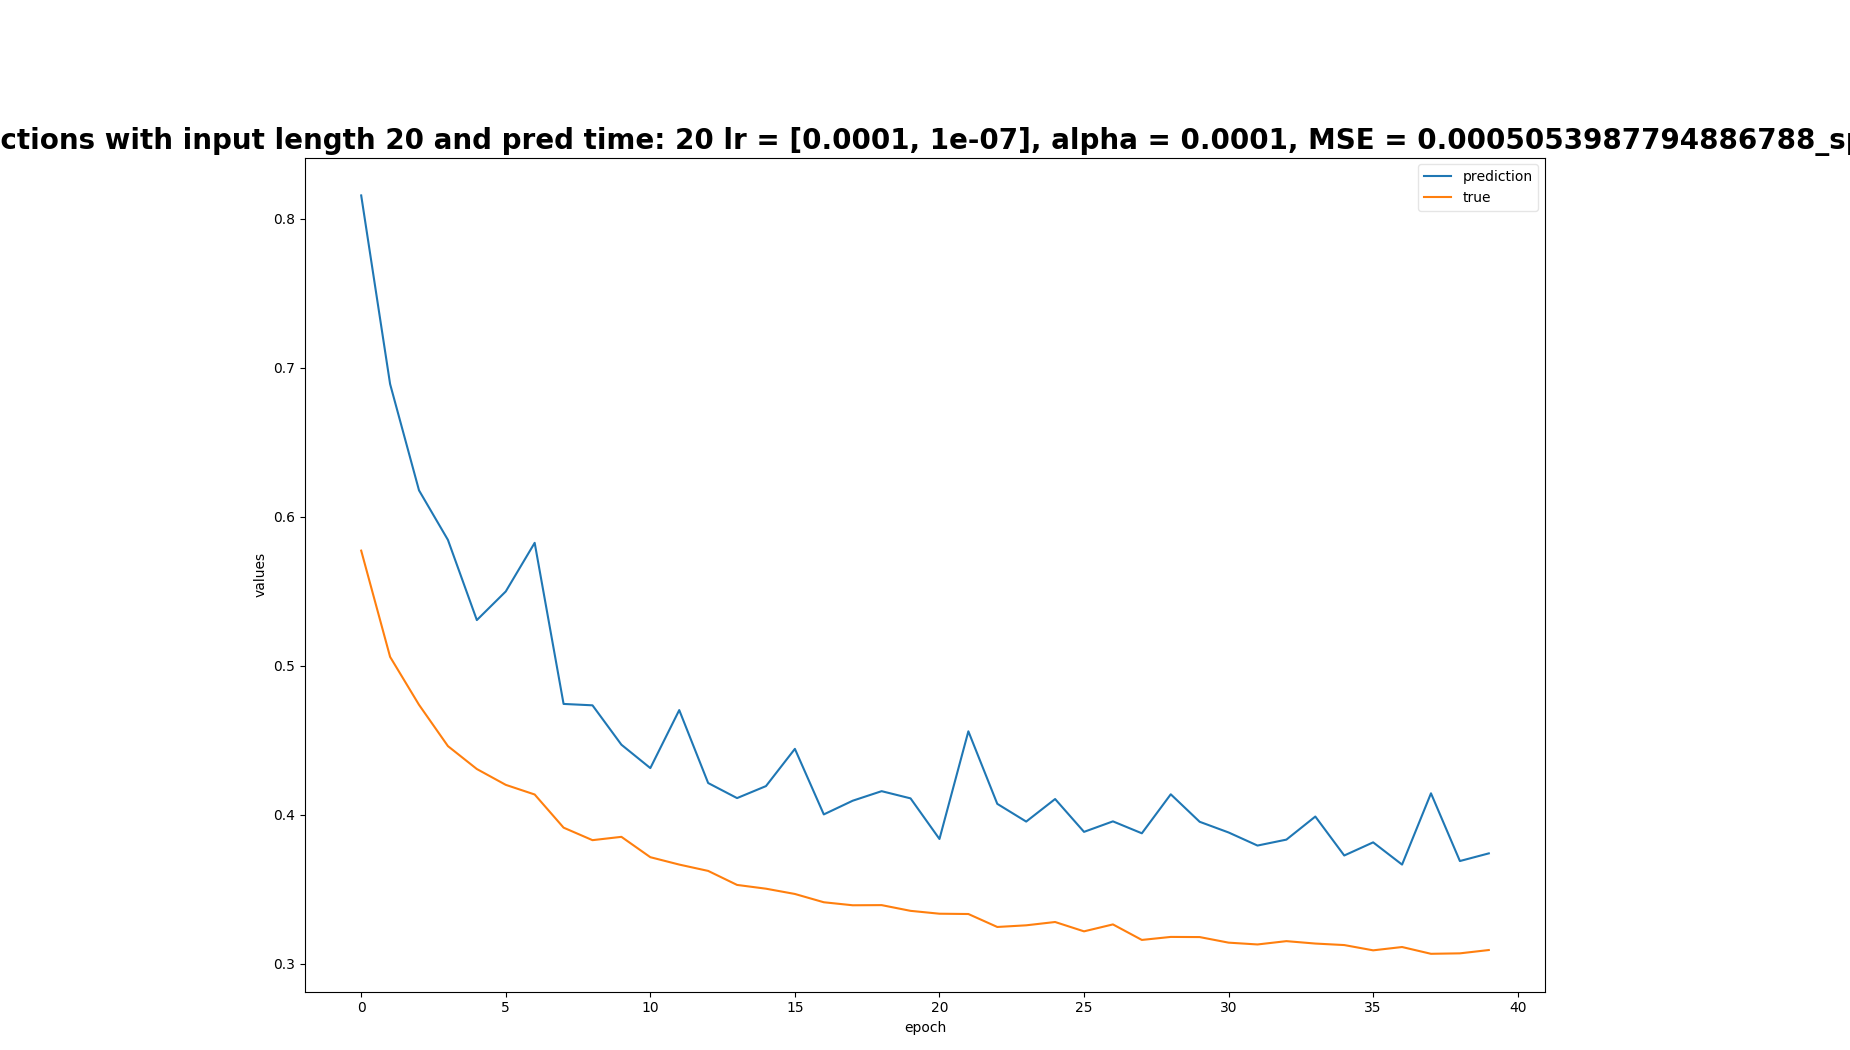 ctions with input length 20 and pred time: 20 lr = [0.0001, 1e-07], alpha = 0.0001, MSE = 0.0005053987794886788_sp
prediction
true
0.8
0.7
0.6
0.5
0.4
0.3
values
0 5 10 15 20 25 30 35 40
epoch